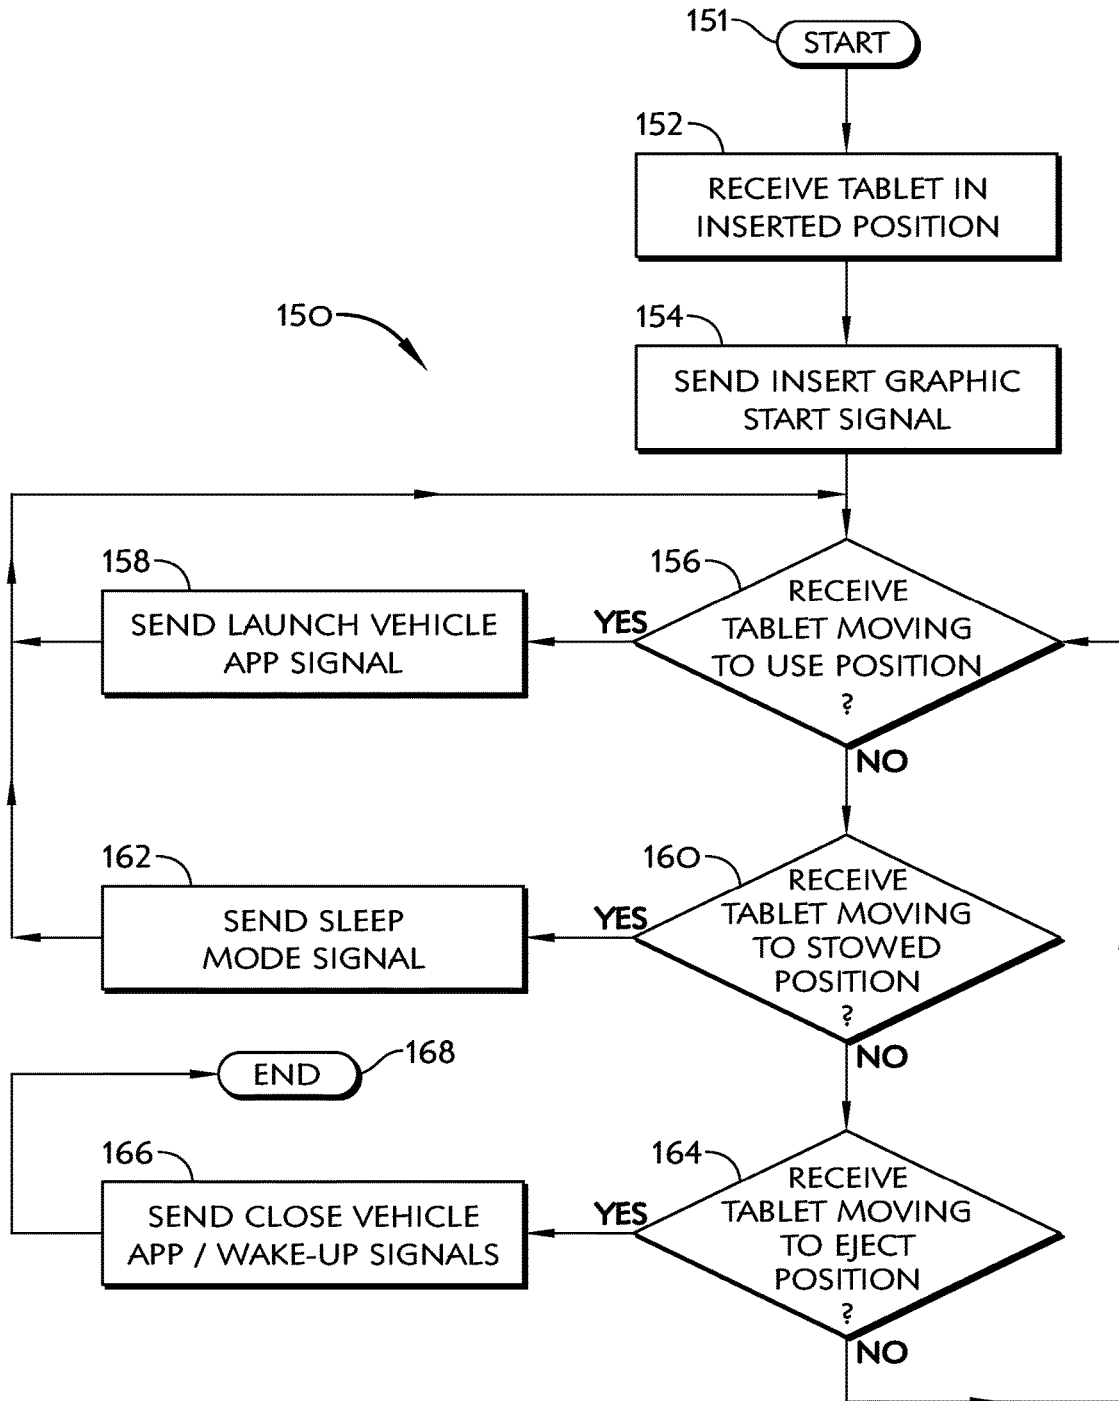 151
START
152
RECEIVE TABLET IN
INSERTED POSITION
150
154
SEND INSERT GRAPHIC
START SIGNAL
158
SEND LAUNCH VEHICLE
APP SIGNAL
YES
156
RECEIVE
TABLET MOVING
TO USE POSITION
?
NO
162
SEND SLEEP
MODE SIGNAL
YES
160
RECEIVE
TABLET MOVING
TO STOWED
POSITION
?
NO
END
168
166
SEND CLOSE VEHICLE
APP / WAKE-UP SIGNALS
YES
164
RECEIVE
TABLET MOVING
TO EJECT
POSITION
?
NO